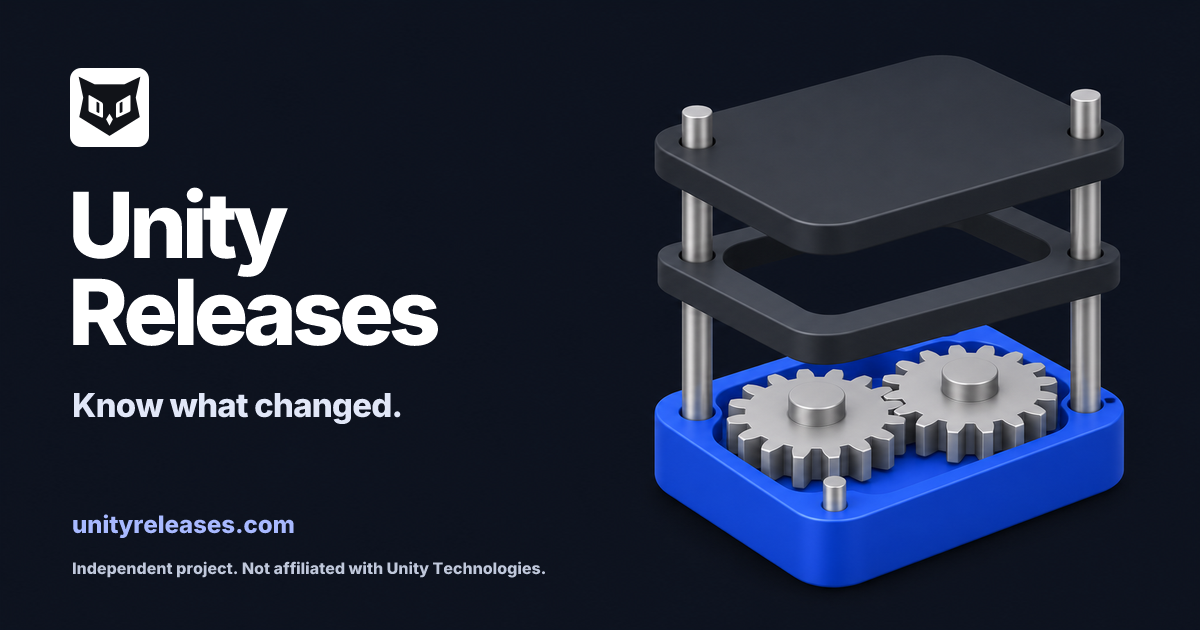 Unity
Releases
Know what changed.
unityreleases.com
Independent project. Not affiliated with Unity Technologies.